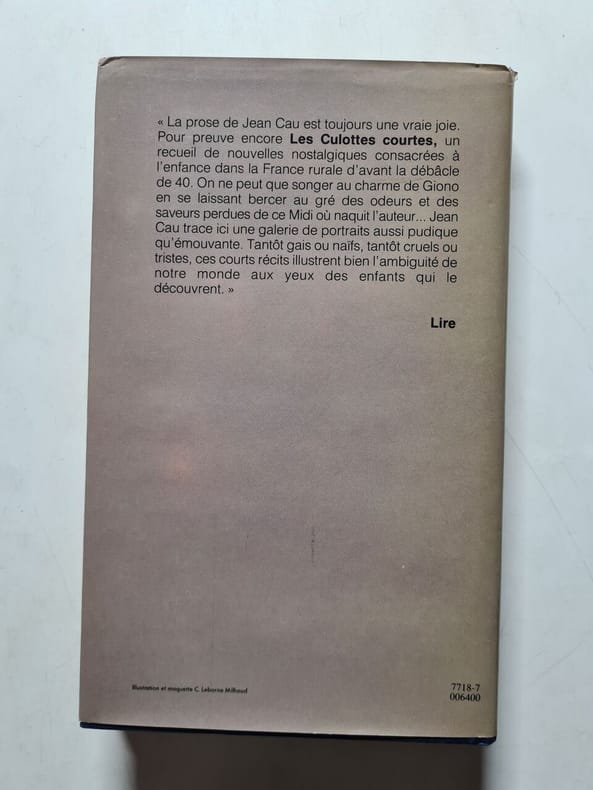 « La prose de Jean Cau est toujours une vraie joie.
Pour preuve encore Les Culottes courtes, un
recueil de nouvelles nostalgiques consacrées à
l'enfance dans la France rurale d'avant la débâcle
de 40. On ne peut que songer au charme de Giono
en se laissant bercer au gré des odeurs et des
saveurs perdues de ce Midi où naquit l'auteur... Jean
Cau trace ici une galerie de portraits aussi pudique
qu'émouvante. Tantôt gais ou naïfs, tantôt cruels ou
tristes, ces courts récits illustrent bien l'ambiguïté de
notre monde aux yeux des enfants qui le
découvrent. »
Lire
Illustration et maquette C. Leborne Milhaud
7718-7
006400